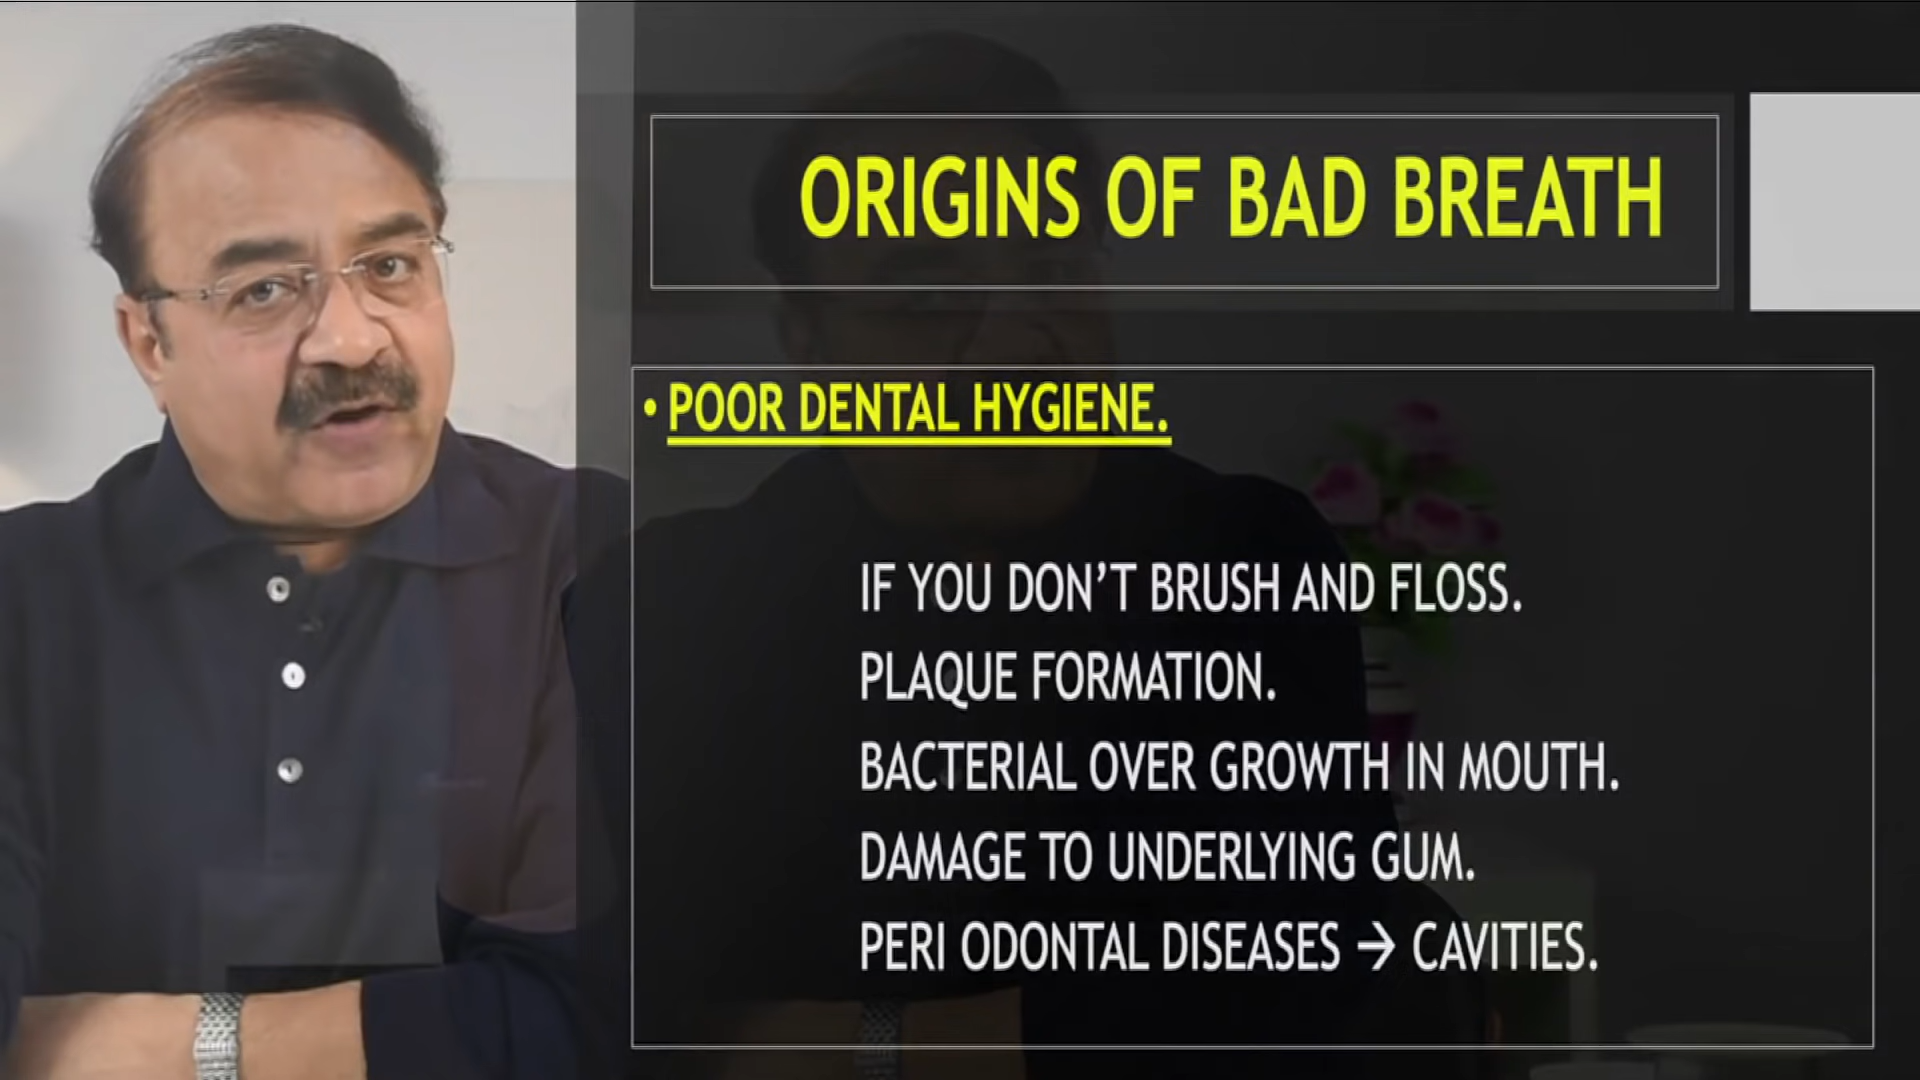 ORIGINS OF BAD BREATH
• POOR DENTAL HYGIENE.
IF YOU DON’T BRUSH AND FLOSS.
PLAQUE FORMATION.
BACTERIAL OVER GROWTH IN MOUTH.
DAMAGE TO UNDERLYING GUM.
PERI ODONTAL DISEASES → CAVITIES.